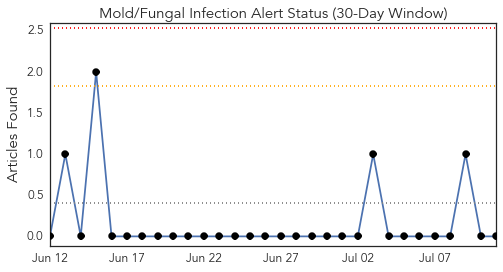 Mold/Fungal Infection Alert Status (30-Day Window)
Articles Found
2.5
2.0
1.5
1.0
0.5
0.0
Jun 12 Jun 17 Jun 22 Jun 27 Jul 02 Jul 07